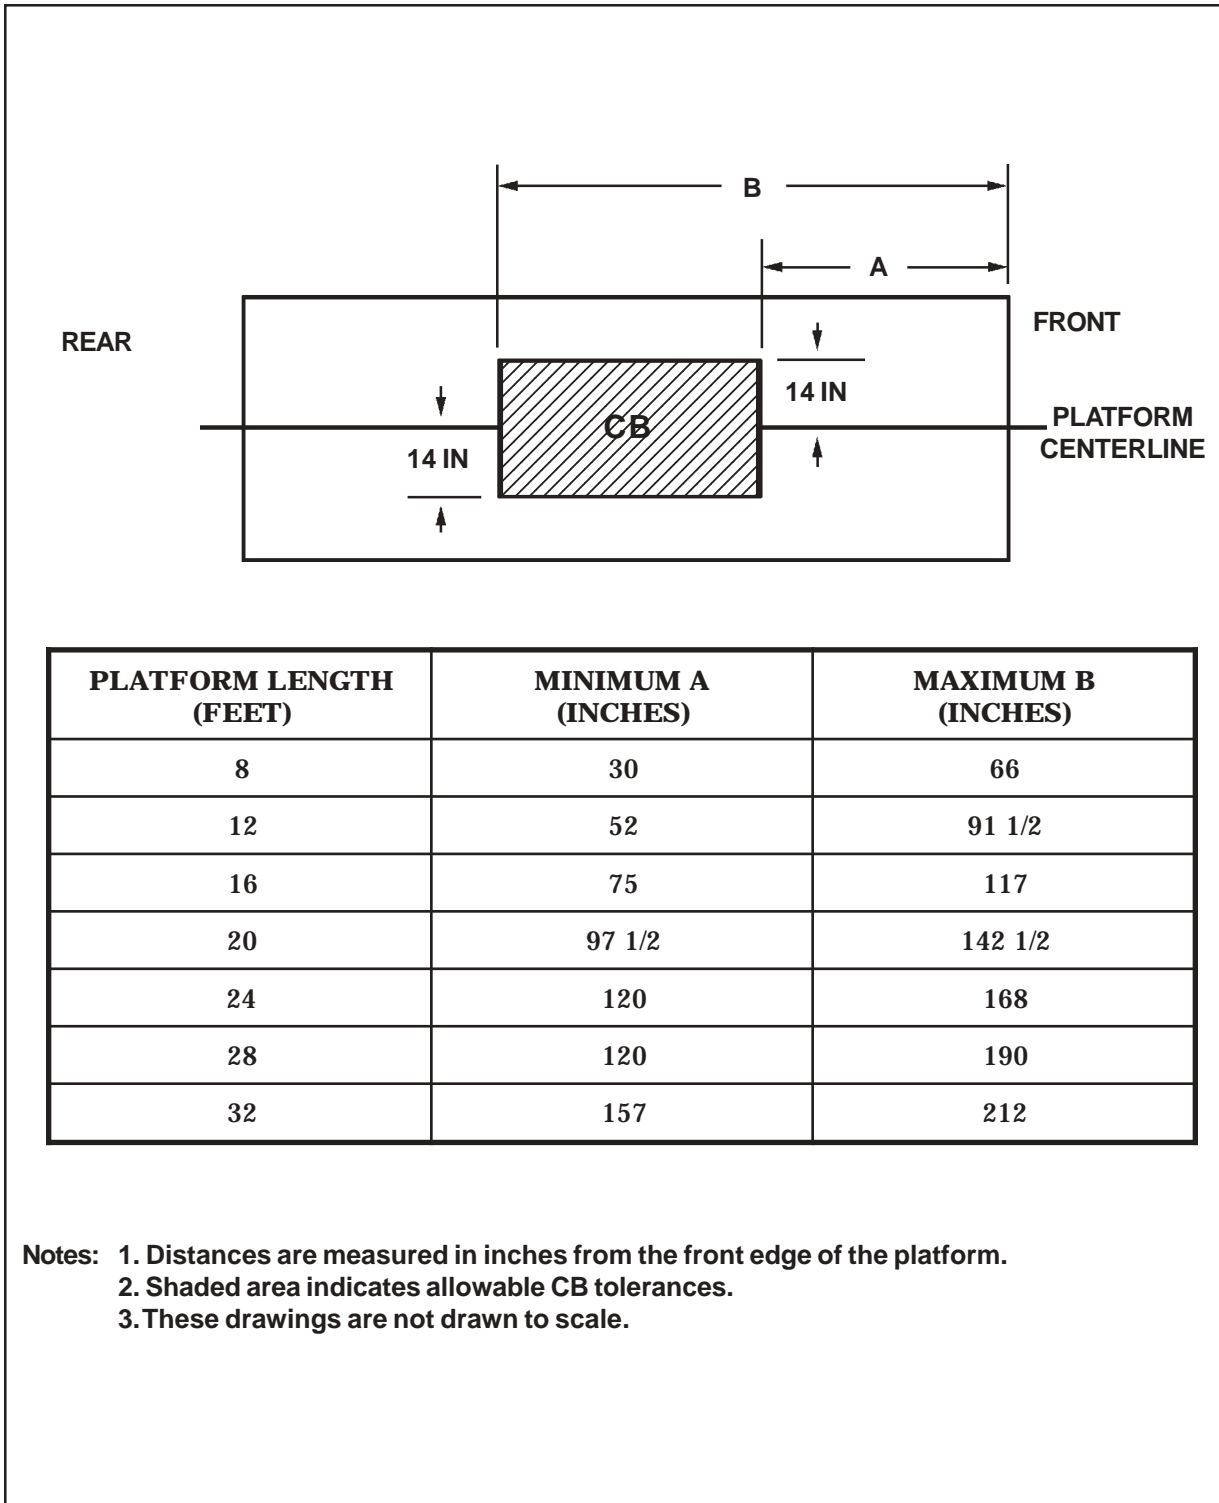 B
A
FRONT
REAR
14 IN
CB
PLATFORM
CENTERLINE
14 IN
PLATFORM LENGTH (FEET) MINIMUM A (INCHES) MAXIMUM B (INCHES)
8 30 66
12 52 91 1/2
16 75 117
20 97 1/2 142 1/2
24 120 168
28 120 190
32 157 212
Notes: 1. Distances are measured in inches from the front edge of the platform.
2. Shaded area indicates allowable CB tolerances.
3. These drawings are not drawn to scale.